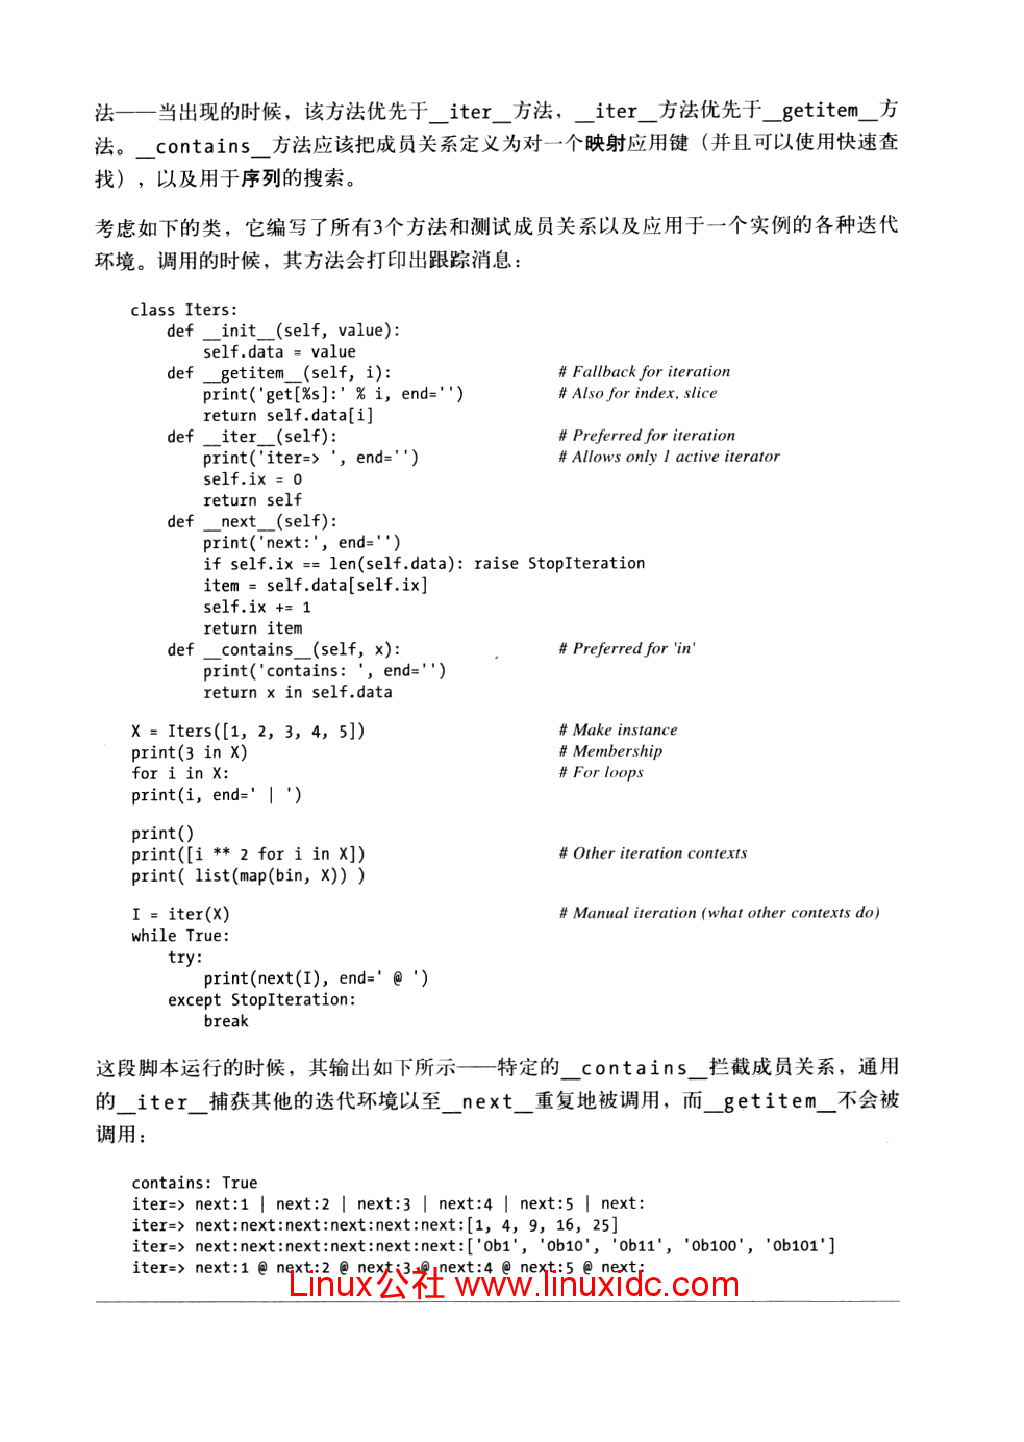 法——当出现的时候，该方法优先于__iter__方法，__iter__方法优先于__getitem__方
法。__contains__方法应该把成员关系定义为对一个映射应用键（并且可以使用快速查
找），以及用于序列的搜索。
考虑如下的类，它编写了所有3个方法和测试成员关系以及应用于一个实例的各种迭代
环境。调用的时候，其方法会打印出跟踪消息：
class Iters:
    def __init__(self, value):
        self.data = value
    def __getitem__(self, i):                # Fallback for iteration
        print('get[%s]:' % i, end='')        # Also for index, slice
        return self.data[i]
    def __iter__(self):                      # Preferred for iteration
        print('iter=> ', end='')             # Allows only 1 active iterator
        self.ix = 0
        return self
    def __next__(self):
        print('next:', end='')
        if self.ix == len(self.data): raise StopIteration
        item = self.data[self.ix]
        self.ix += 1
        return item
    def __contains__(self, x):               # Preferred for 'in'
        print('contains: ', end='')
        return x in self.data
X = Iters([1, 2, 3, 4, 5])                   # Make instance
print(3 in X)                                # Membership
for i in X:                                  # For loops
print(i, end=' | ')
print()
print([i ** 2 for i in X])                   # Other iteration contexts
print( list(map(bin, X)) )
I = iter(X)                                  # Manual iteration (what other contexts do)
while True:
    try:
        print(next(I), end=' @ ')
    except StopIteration:
        break
这段脚本运行的时候，其输出如下所示——特定的__contains__拦截成员关系，通用
的__iter__捕获其他的迭代环境以至__next__重复地被调用，而__getitem__不会被
调用：
contains: True
iter=> next:1 | next:2 | next:3 | next:4 | next:5 | next:
iter=> next:next:next:next:next:next:[1, 4, 9, 16, 25]
iter=> next:next:next:next:next:next:['0b1', '0b10', '0b11', '0b100', '0b101']
iter=> next:1 @ next:2 @ next:3 @ next:4 @ next:5 @ next:
Linux公社 www.linuxidc.com